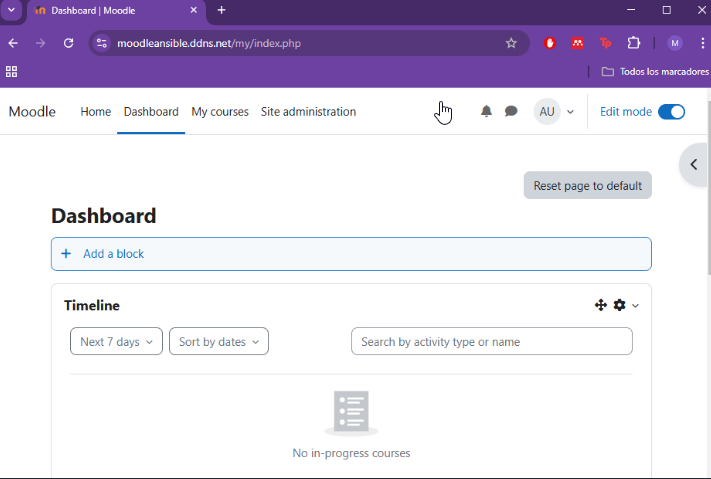 Dashboard | Moodle
moodleansible.ddns.net/my/index.php
Tp
M
Todos los marcadores
Moodle Home Dashboard My courses Site administration AU Edit mode
Reset page to default
Dashboard
+ Add a block
Timeline
Next 7 days Sort by dates Search by activity type or name
No in-progress courses